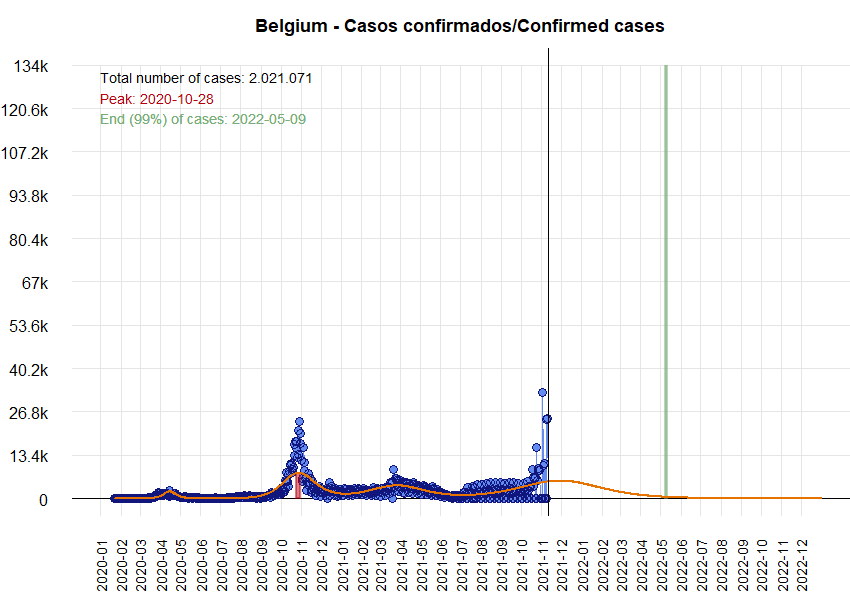 Belgium - Casos confirmados/Confirmed cases
134k
120.6k
107.2k
93.8k
80.4k
67k
53.6k
40.2k
26.8k
13.4k
0
Total number of cases: 2.021.071
Peak: 2020-10-28
End (99%) of cases: 2022-05-09
2020-01
2020-02
2020-03
2020-04
2020-05
2020-06
2020-07
2020-08
2020-09
2020-10
2020-11
2020-12
2021-01
2021-02
2021-03
2021-04
2021-05
2021-06
2021-07
2021-08
2021-09
2021-10
2021-11
2021-12
2022-01
2022-02
2022-03
2022-04
2022-05
2022-06
2022-07
2022-08
2022-09
2022-10
2022-11
2022-12